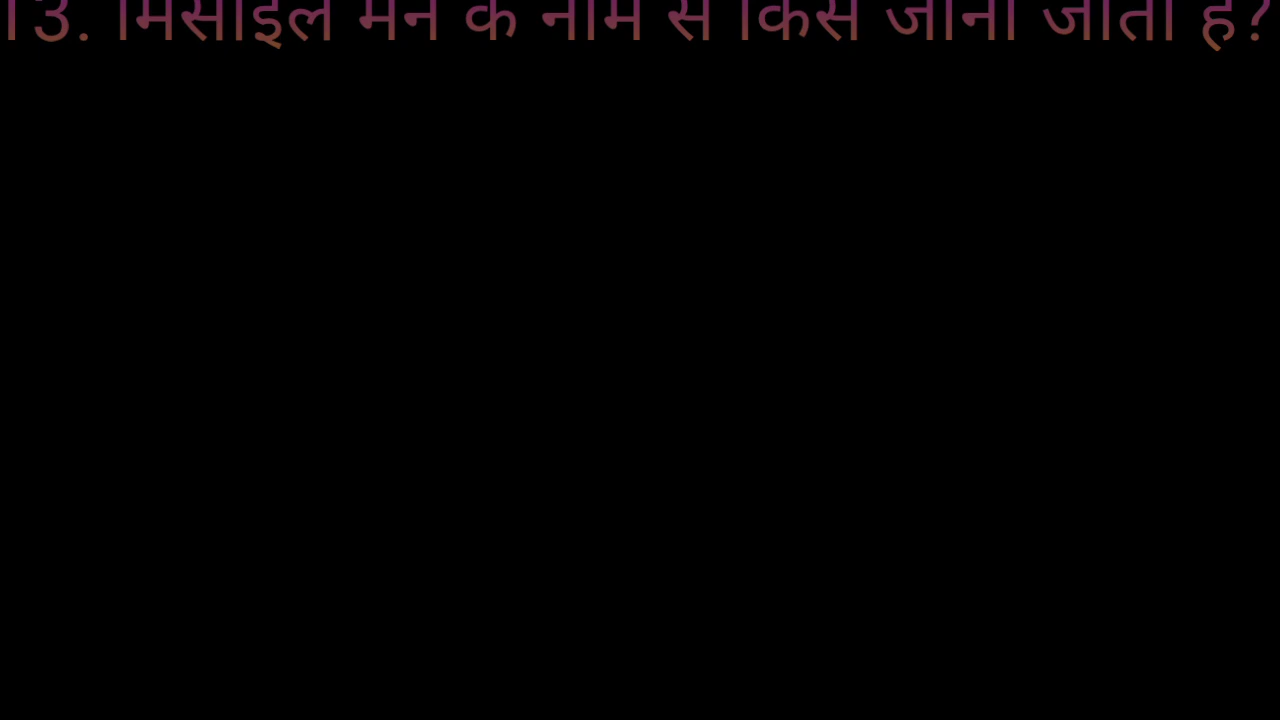 13. मिसाइल मैन के नाम से किसे जाना जाता है?